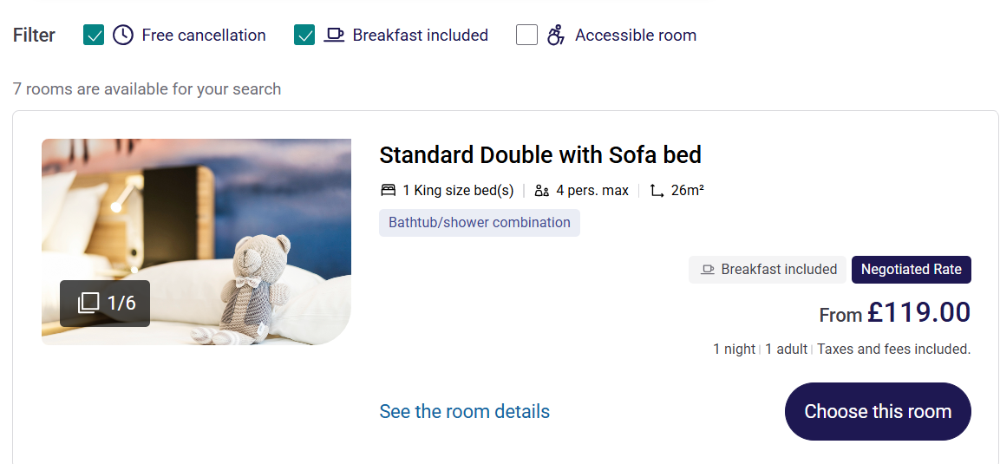 Filter Free cancellation Breakfast included Accessible room
7 rooms are available for your search
1/6
Standard Double with Sofa bed
1 King size bed(s) | 4 pers. max | 26m²
Bathtub/shower combination
Breakfast included Negotiated Rate
From £119.00
1 night | 1 adult | Taxes and fees included.
See the room details Choose this room